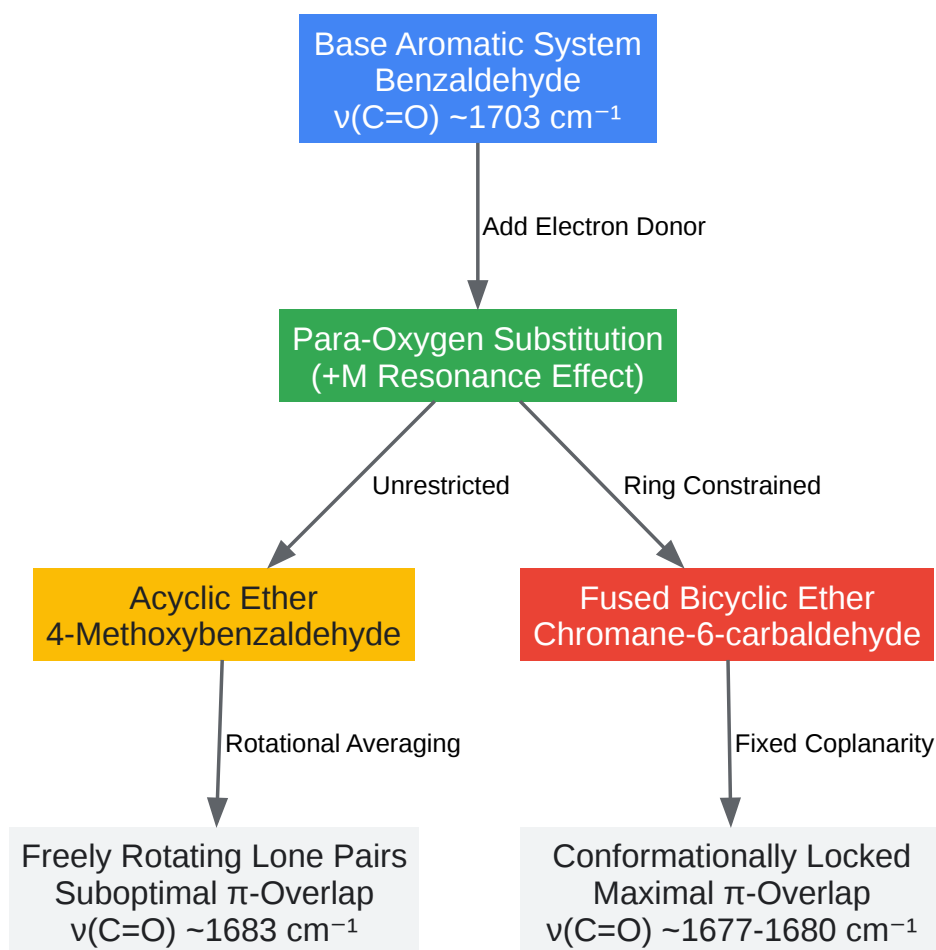 Base Aromatic System
Benzaldehyde
ν(C=O) ~1703 cm⁻¹
Add Electron Donor
Para-Oxygen Substitution
(+M Resonance Effect)
Unrestricted
Ring Constrained
Acyclic Ether
4-Methoxybenzaldehyde
Fused Bicyclic Ether
Chromane-6-carbaldehyde
Rotational Averaging
Fixed Coplanarity
Freely Rotating Lone Pairs
Suboptimal π-Overlap
ν(C=O) ~1683 cm⁻¹
Conformationally Locked
Maximal π-Overlap
ν(C=O) ~1677-1680 cm⁻¹